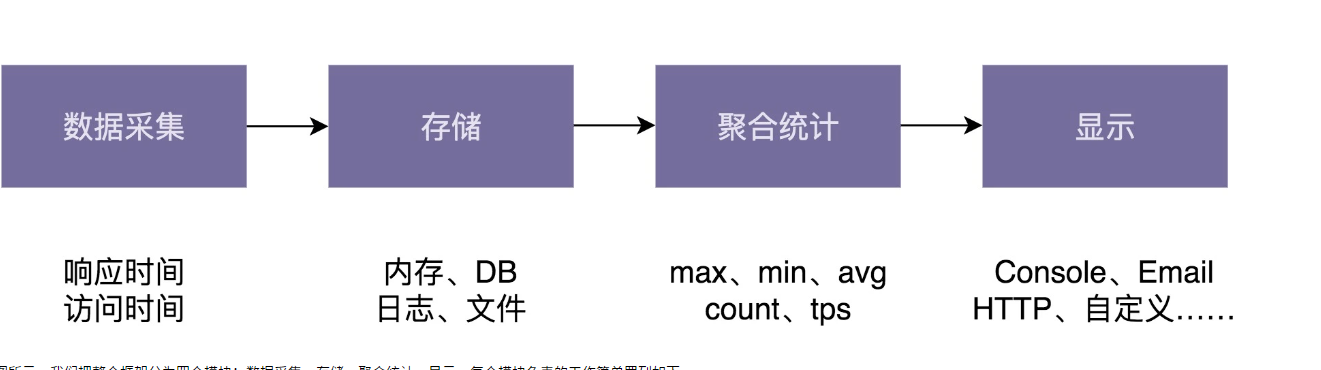 数据采集
存储
聚合统计
显示
响应时间
访问时间
内存、DB
日志、文件
max、min、avg
count、tps
Console、Email
HTTP、自定义……